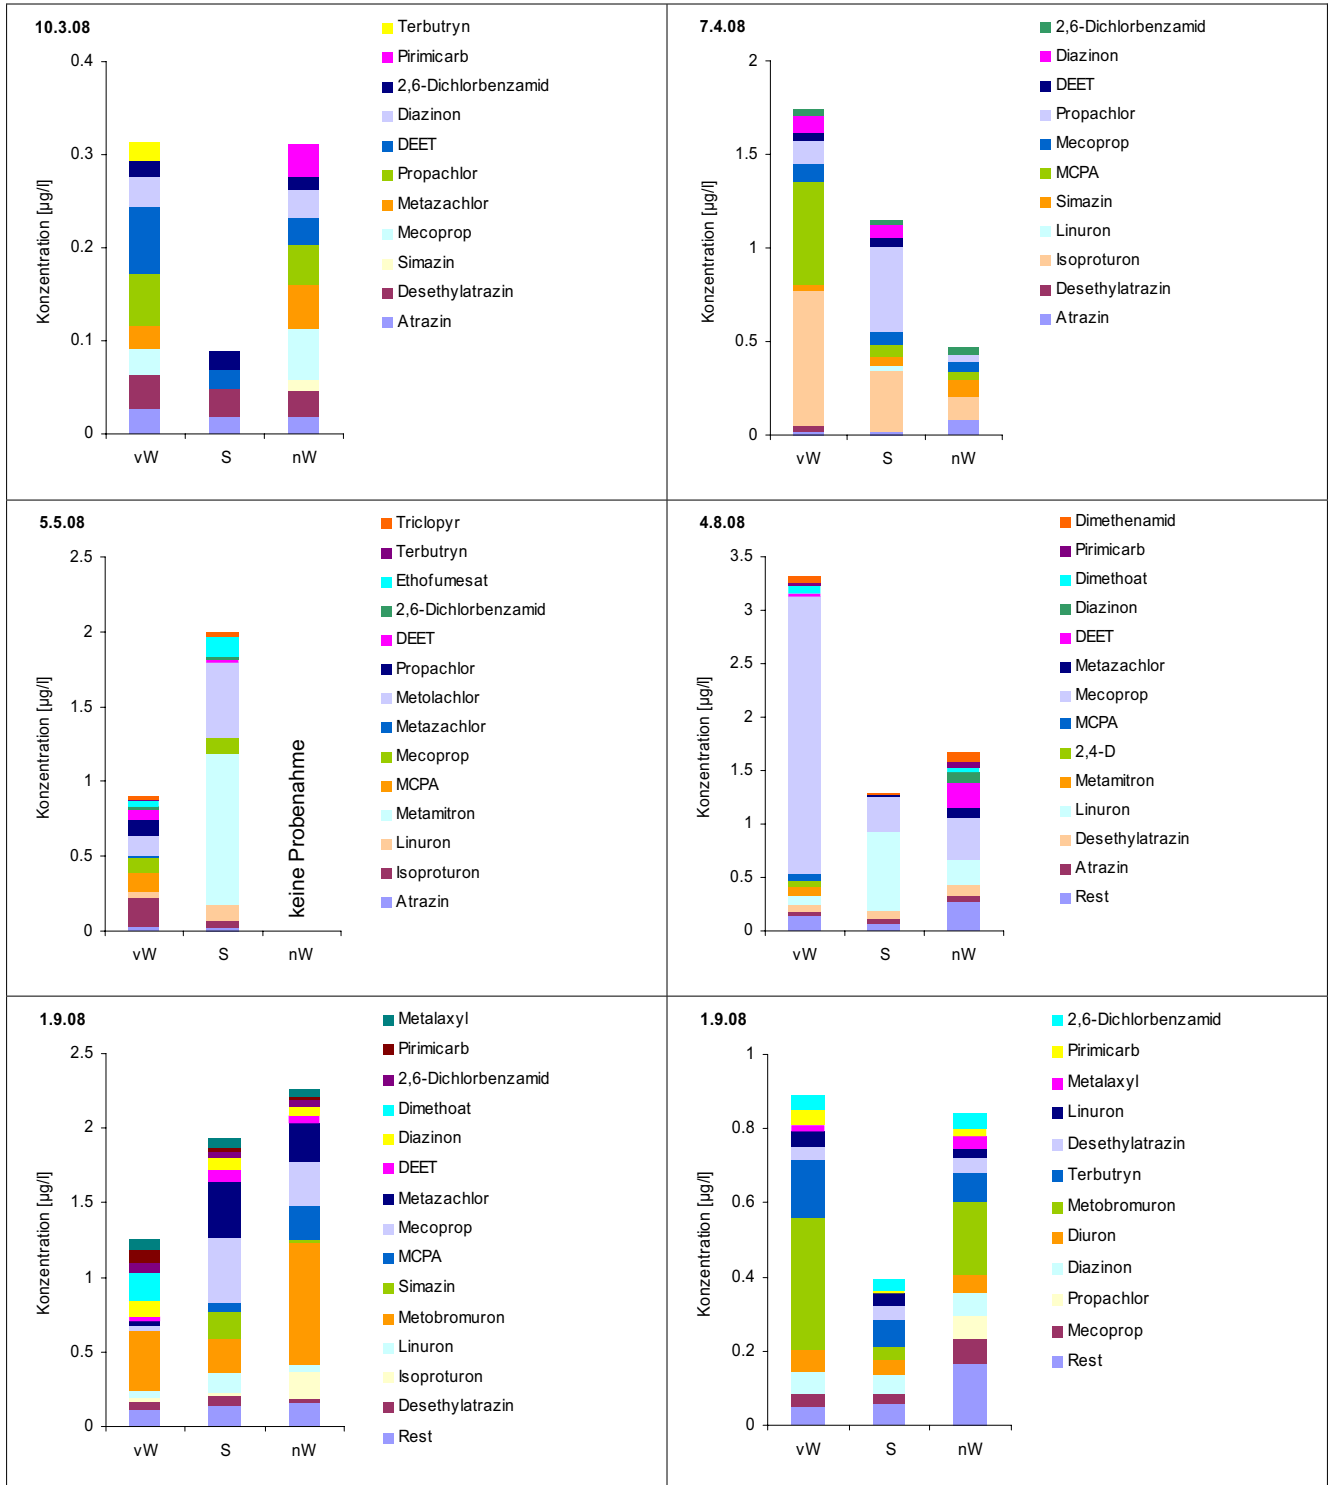 10.3.08
Konzentration [µg/l]
0.4
0.3
0.2
0.1
0
vW S nW
Terbutryn
Pirimicarb
2,6-Dichlorbenzamid
Diazinon
DEET
Propachlor
Metazachlor
Mecoprop
Simazin
Desethylatrazin
Atrazin
7.4.08
Konzentration [µg/l]
2
1.5
1
0.5
0
vW S nW
2,6-Dichlorbenzamid
Diazinon
DEET
Propachlor
Mecoprop
MCPA
Simazin
Linuron
Isoproturon
Desethylatrazin
Atrazin
5.5.08
Konzentration [µg/l]
2.5
2
1.5
1
0.5
0
keine Probenahme
vW S nW
Triclopyr
Terbutryn
Ethofumesat
2,6-Dichlorbenzamid
DEET
Propachlor
Metolachlor
Metazachlor
Mecoprop
MCPA
Metamitron
Linuron
Isoproturon
Atrazin
4.8.08
Konzentration [µg/l]
3.5
3
2.5
2
1.5
1
0.5
0
vW S nW
Dimethenamid
Pirimicarb
Dimethoat
Diazinon
DEET
Metazachlor
Mecoprop
MCPA
2,4-D
Metamitron
Linuron
Desethylatrazin
Atrazin
Rest
1.9.08
Konzentration [µg/l]
2.5
2
1.5
1
0.5
0
vW S nW
Metalaxyl
Pirimicarb
2,6-Dichlorbenzamid
Dimethoat
Diazinon
DEET
Metazachlor
Mecoprop
MCPA
Simazin
Metobromuron
Linuron
Isoproturon
Desethylatrazin
Rest
1.9.08
Konzentration [µg/l]
1
0.8
0.6
0.4
0.2
0
vW S nW
2,6-Dichlorbenzamid
Pirimicarb
Metalaxyl
Linuron
Desethylatrazin
Terbutryn
Metobromuron
Diuron
Diazinon
Propachlor
Mecoprop
Rest